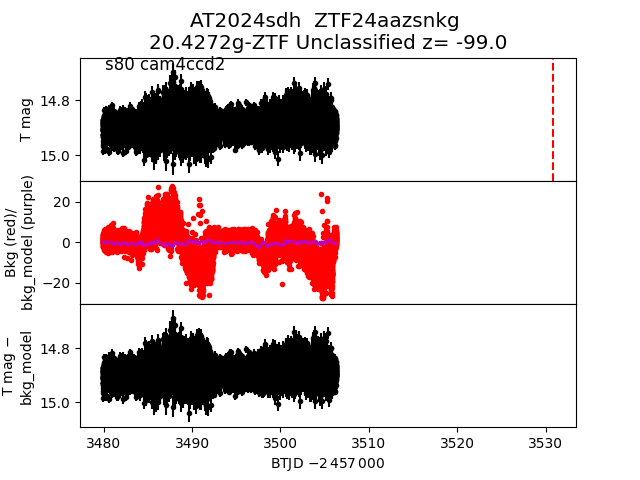 AT2024sdh ZTF24aazsnkg
20.4272g-ZTF Unclassified z= -99.0
s80 cam4ccd2
T mag
14.8
15.0
Bkg (red)/
bkg_model (purple)
20
0
−20
T mag −
bkg_model
14.8
15.0
3480 3490 3500 3510 3520 3530
BTJD −2 457 000